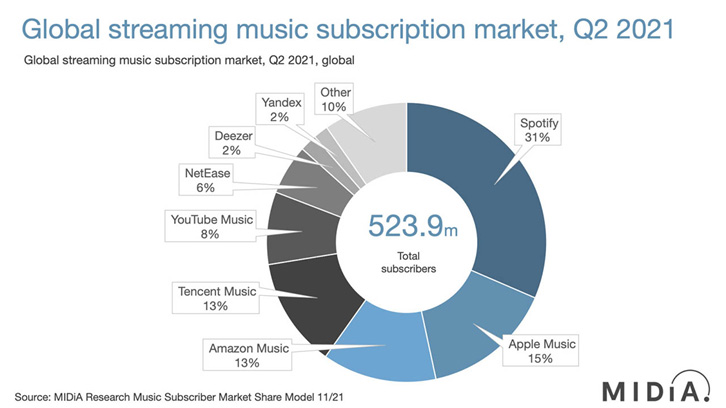 Global streaming music subscription market, Q2 2021
Global streaming music subscription market, Q2 2021, global
Other
10%
Yandex
2%
Deezer
2%
NetEase
6%
YouTube Music
8%
Tencent Music
13%
Amazon Music
13%
Spotify
31%
Apple Music
15%
523.9m
Total
subscribers
Source: MIDiA Research Music Subscriber Market Share Model 11/21
MIDiA.